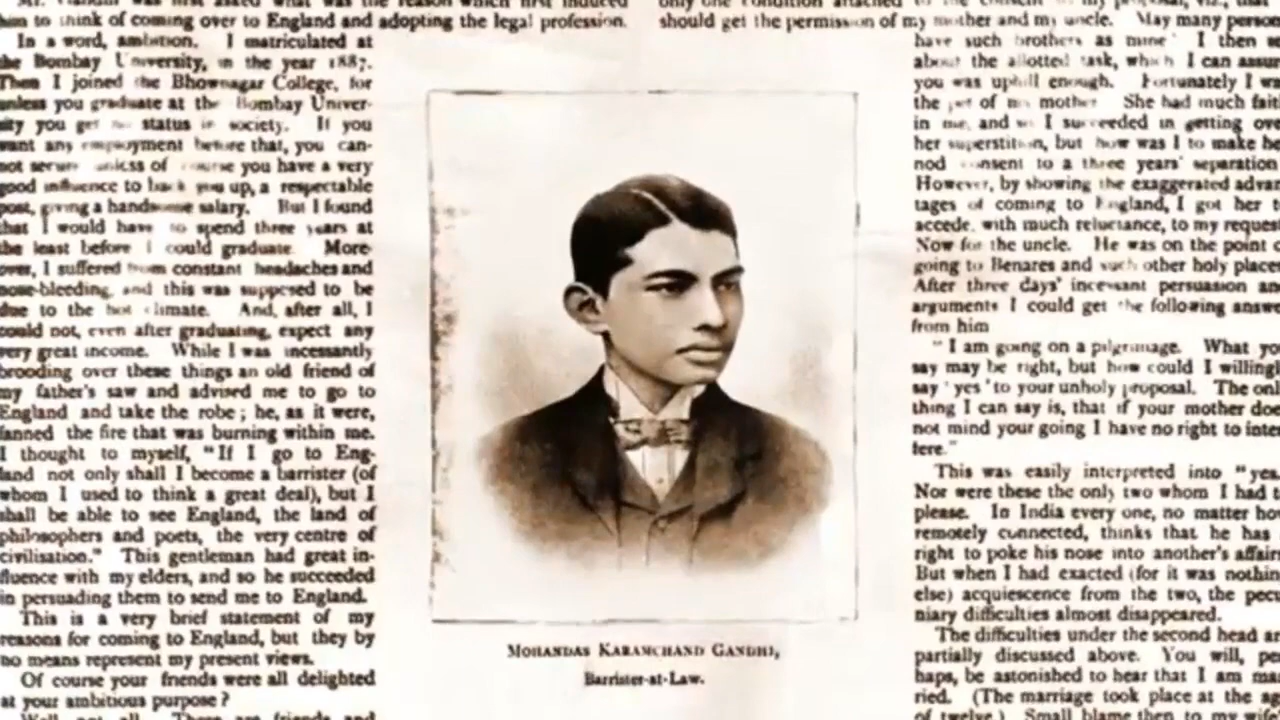 Mr. Gandhi was first asked what was the reason which first induced
him to think of coming over to England and adopting the legal profession.
In a word, ambition. I matriculated at
the Bombay University, in the year 1887.
Then I joined the Bhownagar College, for
unless you graduate at the Bombay Univer-
sity you get no status in society. If you
want any employment before that, you can-
not secure unless of course you have a very
good influence to back you up, a respectable
post, giving a handsome salary. But I found
that I would have to spend three years at
the least before I could graduate. More-
over, I suffered from constant headaches and
nose-bleeding, and this was supposed to be
due to the hot climate. And, after all, I
could not, even after graduating, expect any
very great income. While I was incessantly
brooding over these things an old friend of
my father's saw and advised me to go to
England and take the robe; he, as it were,
fanned the fire that was burning within me.
I thought to myself, "If I go to Eng-
land not only shall I become a barrister (of
whom I used to think a great deal), but I
shall be able to see England, the land of
philosophers and poets, the very centre of
civilisation." This gentleman had great in-
fluence with my elders, and so he succeeded
in persuading them to send me to England.
This is a very brief statement of my
reasons for coming to England, but they by
no means represent my present views.
Of course your friends were all delighted
at your ambitious purpose?
Well, not all. There are friends and
MOHANDAS KARAMCHAND GANDHI,
Barrister-at-Law.
only one condition attached to the consent of my proposal, viz., that
should get the permission of my mother and my uncle. May many person
have such brothers as mine! I then
about the allotted task, which I can assur
you was uphill enough. Fortunately I
the pet of my mother. She had much fait
in me, and so I succeeded in getting ove
her superstition, but how was I to make he
nod consent to a three years' separation
However, by showing the exaggerated advan
tages of coming to England, I got her t
accede, with much reluctance, to my request
Now for the uncle. He was on the point o
going to Benares and such other holy place
After three days' incessant persuasion an
arguments I could get the following answe
from him
"I am going on a pilgrimage. What yo
say may be right, but how could I willingl
say 'yes' to your unholy proposal. The onl
thing I can say is, that if your mother doe
not mind your going I have no right to inter
fere."
This was easily interpreted into "yes.
Nor were these the only two whom I had t
please. In India every one, no matter ho
remotely connected, thinks that he has
right to poke his nose into another's affair
But when I had exacted (for it was nothin
else) acquiescence from the two, the pecu
niary difficulties almost disappeared.
The difficulties under the second head ar
partially discussed above. You will, per
haps, be astonished to hear that I am mar
ried. (The marriage took place at the ag
of twelve.) Small blame then to my wife's